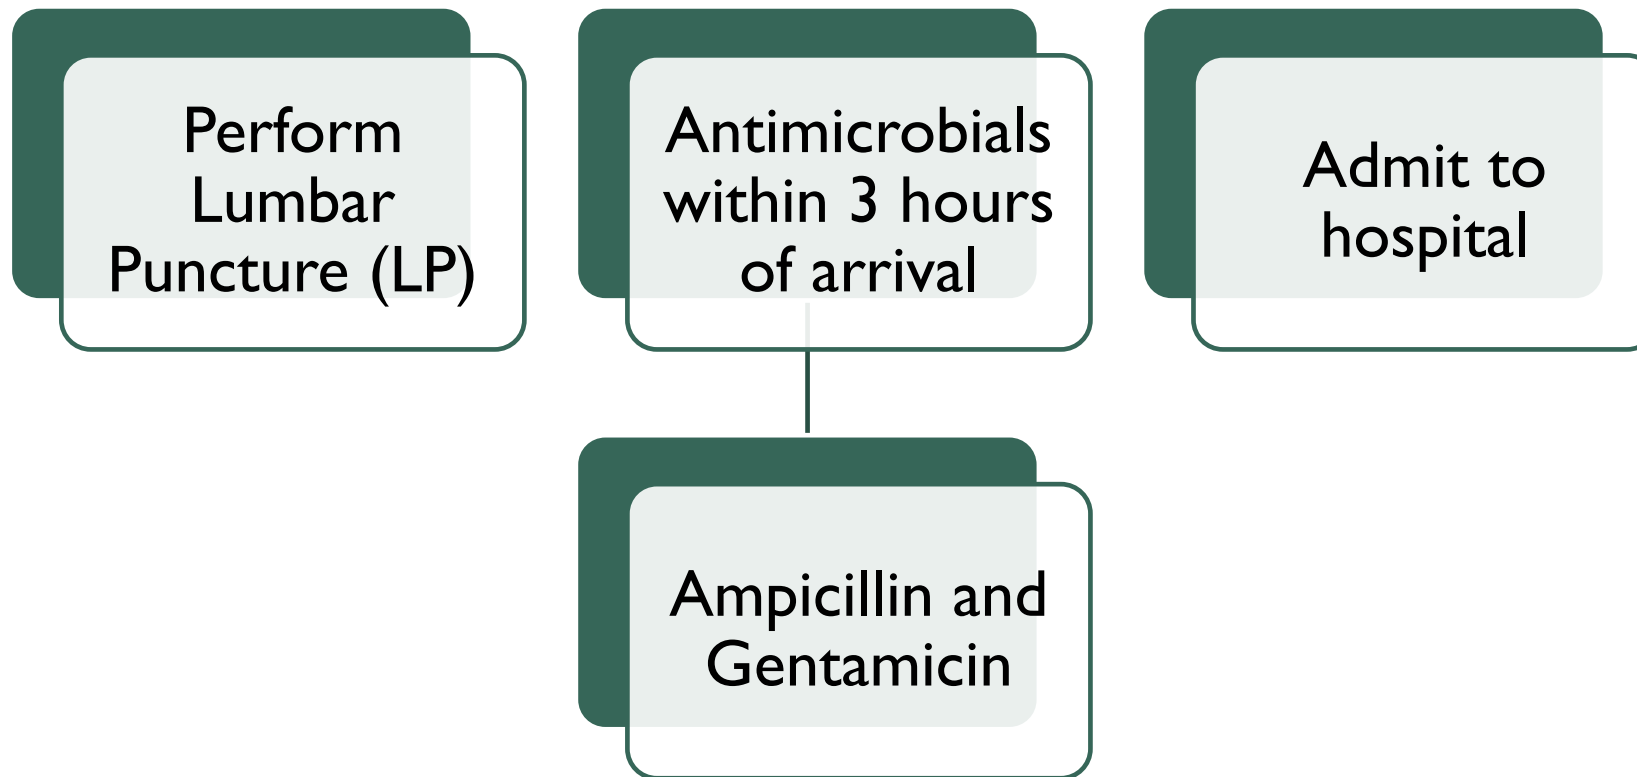 Perform
Lumbar
Puncture (LP)
Antimicrobials
within 3 hours
of arrival
Admit to
hospital
Ampicillin and
Gentamicin